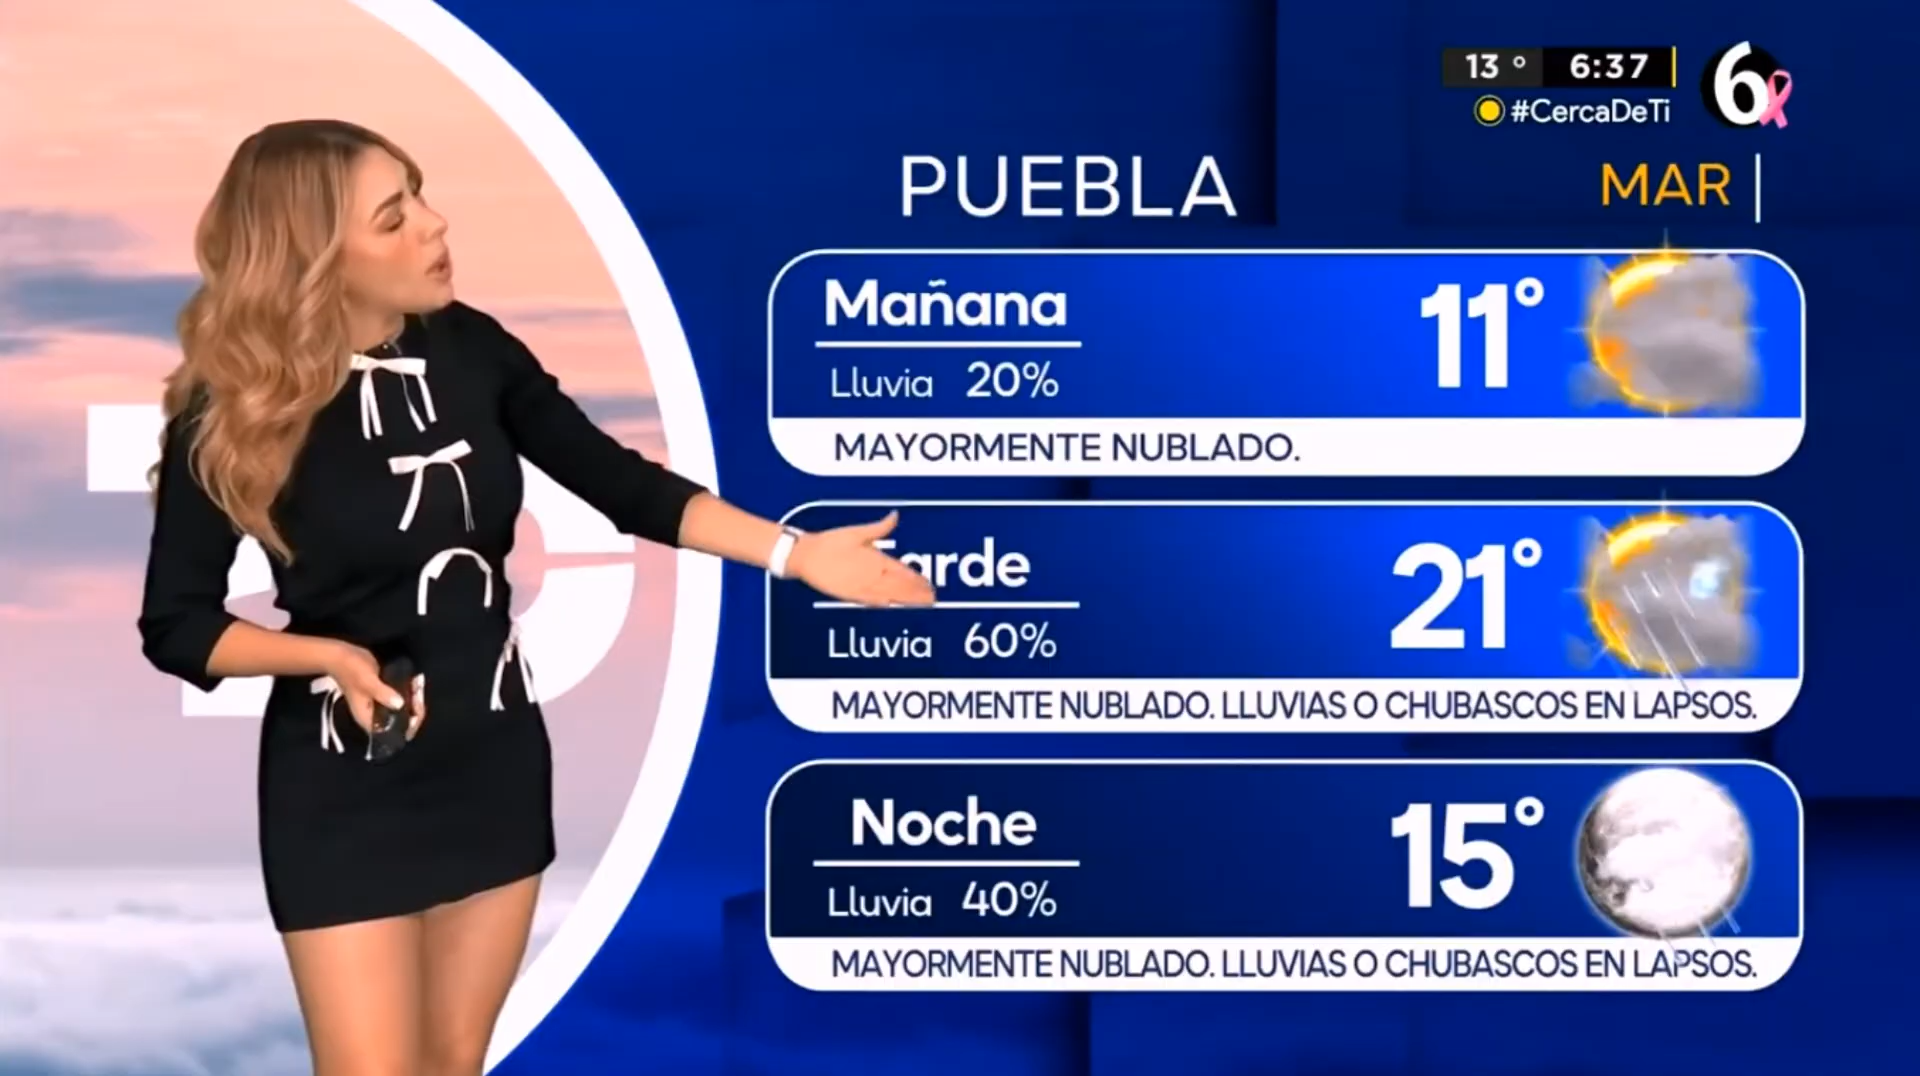 13 ° 6:37
6
#CercaDeTi
PUEBLA
MAR
Mañana
11°
Lluvia 20%
MAYORMENTE NUBLADO.
21°
Lluvia 60%
MAYORMENTE NUBLADO. LLUVIAS O CHUBASCOS EN LAPSOS.
Noche
15°
Lluvia 40%
MAYORMENTE NUBLADO. LLUVIAS O CHUBASCOS EN LAPSOS.